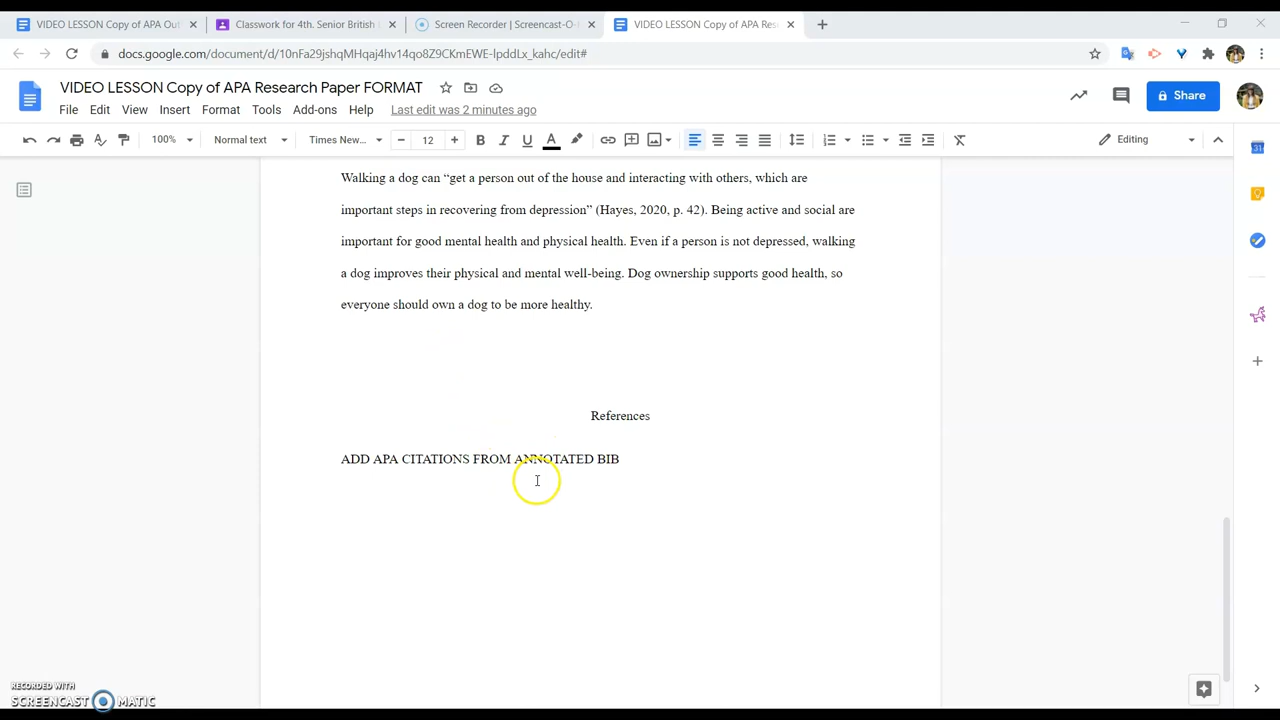 VIDEO LESSON Copy of APA Out
Classwork for 4th. Senior British
Screen Recorder | Screencast-O-
VIDEO LESSON Copy of APA Res
docs.google.com/document/d/10nFa29jshqMHqaj4hv14qo8Z9CKmEWE-lpddLx_kahc/edit#
VIDEO LESSON Copy of APA Research Paper FORMAT
File Edit View Insert Format Tools Add-ons Help Last edit was 2 minutes ago
Share
100% Normal text Times New... 12 Editing
Walking a dog can “get a person out of the house and interacting with others, which are
important steps in recovering from depression” (Hayes, 2020, p. 42). Being active and social are
important for good mental health and physical health. Even if a person is not depressed, walking
a dog improves their physical and mental well-being. Dog ownership supports good health, so
everyone should own a dog to be more healthy.
References
ADD APA CITATIONS FROM ANNOTATED BIB
RECORDED WITH
SCREENCAST MATIC